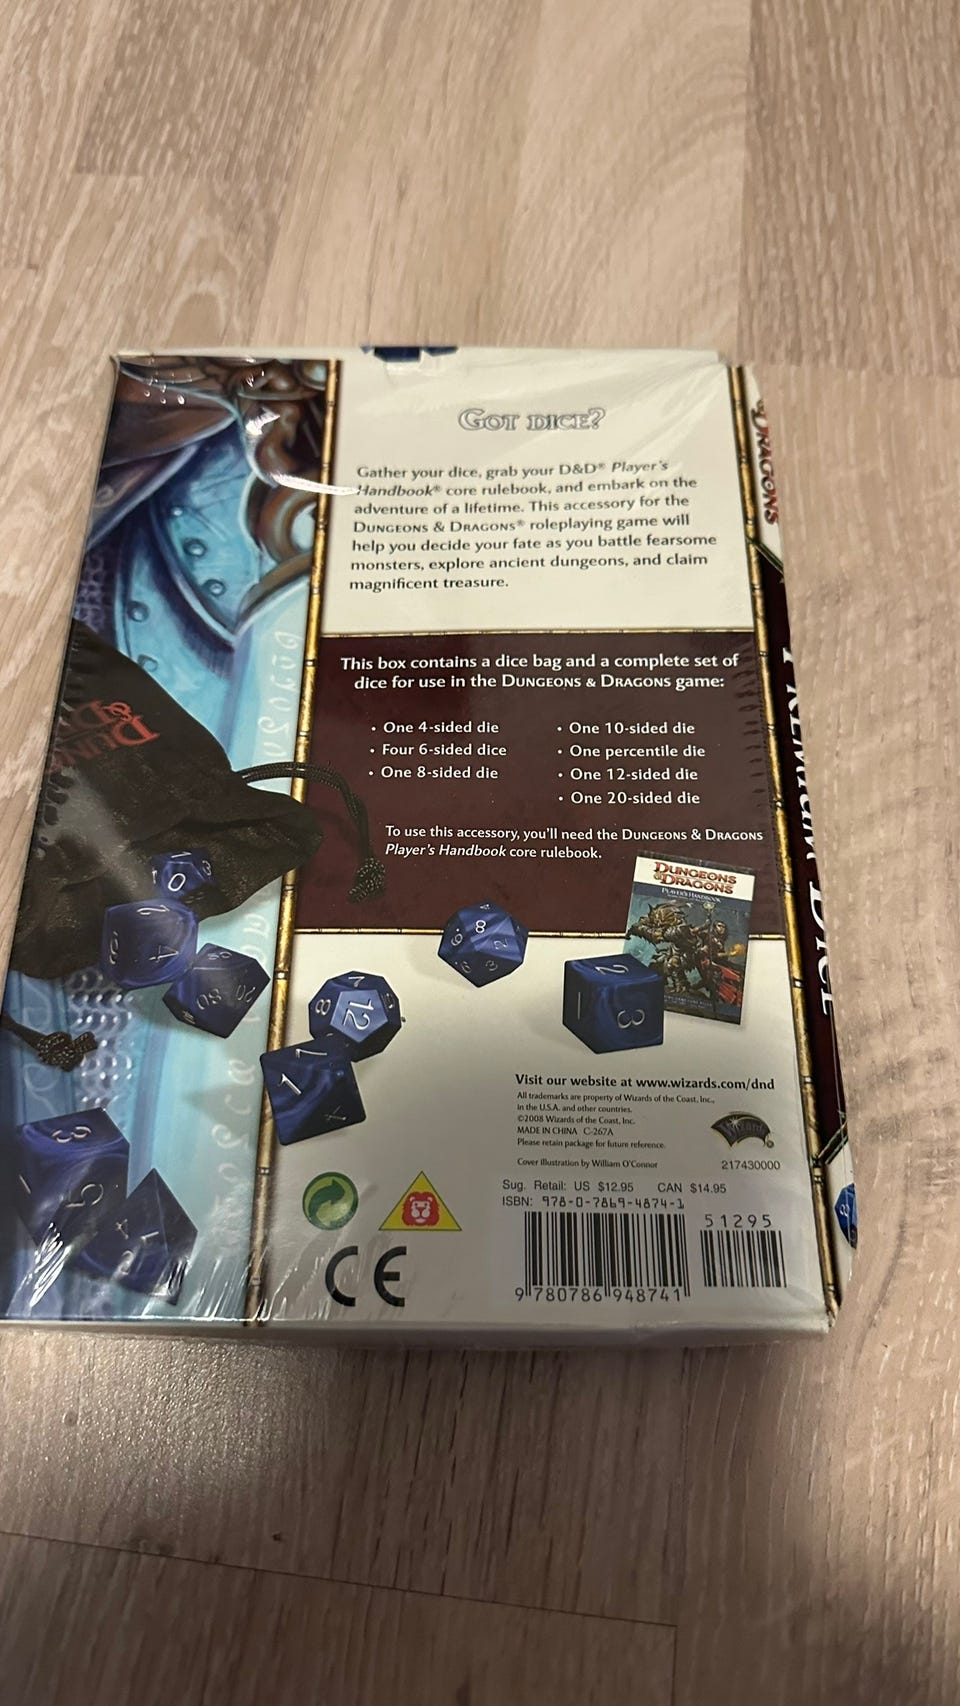 Got dice?
Gather your dice, grab your D&D® Player's
Handbook® core rulebook, and embark on the
adventure of a lifetime. This accessory for the
Dungeons & Dragons® roleplaying game will
help you decide your fate as you battle fearsome
monsters, explore ancient dungeons, and claim
magnificent treasure.
This box contains a dice bag and a complete set of
dice for use in the Dungeons & Dragons game:
• One 4-sided die
• Four 6-sided dice
• One 8-sided die
• One 10-sided die
• One percentile die
• One 12-sided die
• One 20-sided die
To use this accessory, you'll need the Dungeons & Dragons
Player's Handbook core rulebook.
Dungeons
& Dragons
Player's Handbook
Visit our website at www.wizards.com/dnd
All trademarks are property of Wizards of the Coast, Inc.,
in the U.S.A. and other countries.
©2008 Wizards of the Coast, Inc.
MADE IN CHINA C-267A
Please retain package for future reference.
Cover illustration by William O'Connor
Wizards
217430000
Sug. Retail: US $12.95 CAN $14.95
ISBN: 978-0-7869-4874-1
51295
9 780786 948741
CE
Dragons
Premium Dice